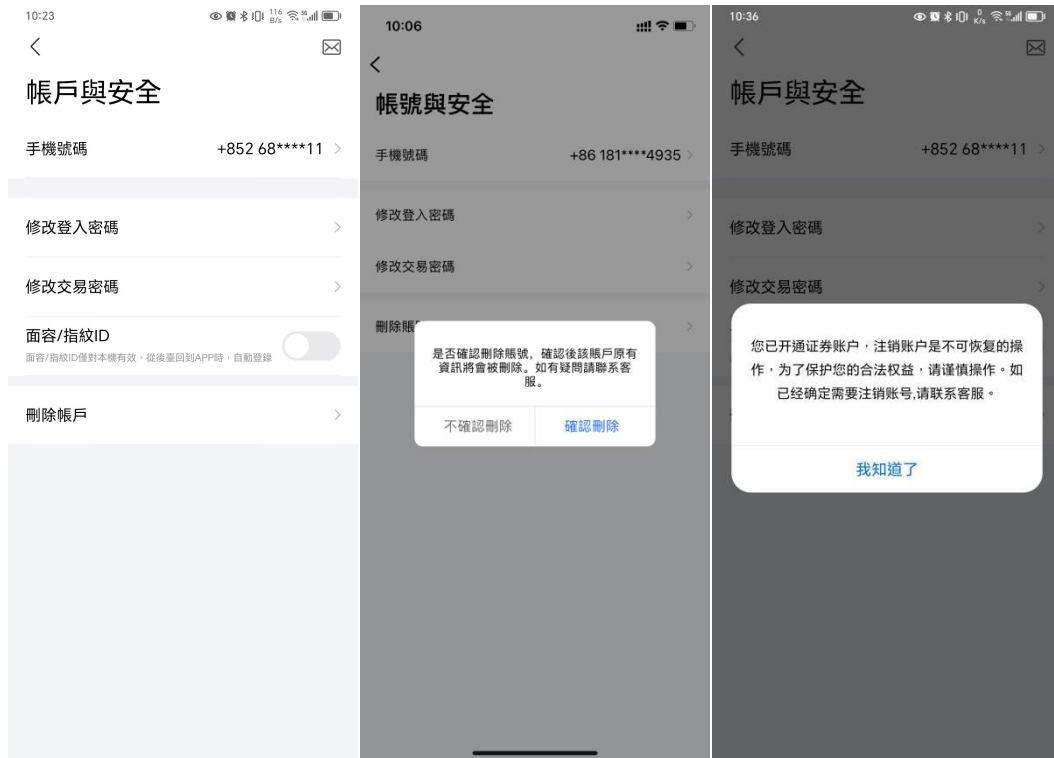 10:23
116
B/s
帳戶與安全
手機號碼 +852 68****11
修改登入密碼
修改交易密碼
面容/指紋ID
面容/指紋ID僅對本機有效，從後臺回到APP時，自動登錄
刪除帳戶
10:06
帳號與安全
手機號碼 +86 181****4935
修改登入密碼
修改交易密碼
刪除賬
是否確認刪除賬號，確認後該賬戶原有
資訊將會被刪除。如有疑問請聯系客
服。
不確認刪除 確認刪除
10:36
0
K/s
帳戶與安全
手機號碼 +852 68****11
修改登入密碼
修改交易密碼
您已开通证券账户，注销账户是不可恢复的操
作，为了保护您的合法权益，请谨慎操作。如
已经确定需要注销账号,请联系客服。
我知道了